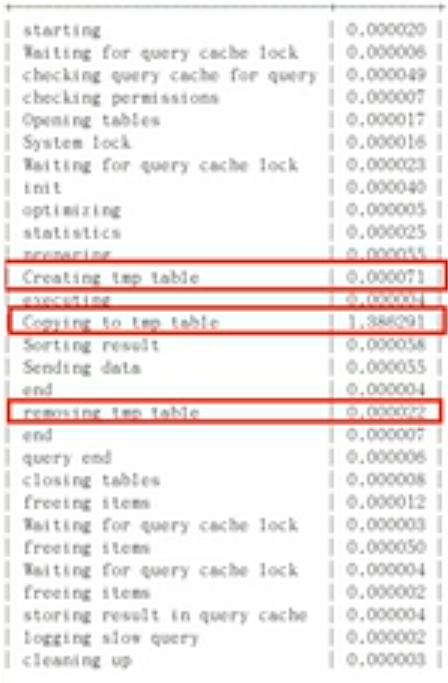 | starting | 0.000020 |
| Waiting for query cache lock | 0.000006 |
| checking query cache for query | 0.000049 |
| checking permissions | 0.000007 |
| Opening tables | 0.000017 |
| System lock | 0.000016 |
| Waiting for query cache lock | 0.000023 |
| init | 0.000040 |
| optimizing | 0.000005 |
| statistics | 0.000025 |
| preparing | 0.000055 |
| Creating tmp table | 0.000071 |
| executing | 0.000004 |
| Copying to tmp table | 1.386291 |
| Sorting result | 0.000058 |
| Sending data | 0.000055 |
| end | 0.000004 |
| removing tmp table | 0.000022 |
| end | 0.000007 |
| query end | 0.000006 |
| closing tables | 0.000008 |
| freeing items | 0.000012 |
| Waiting for query cache lock | 0.000003 |
| freeing items | 0.000050 |
| Waiting for query cache lock | 0.000004 |
| freeing items | 0.000002 |
| storing result in query cache | 0.000004 |
| logging slow query | 0.000002 |
| cleaning up | 0.000003 |